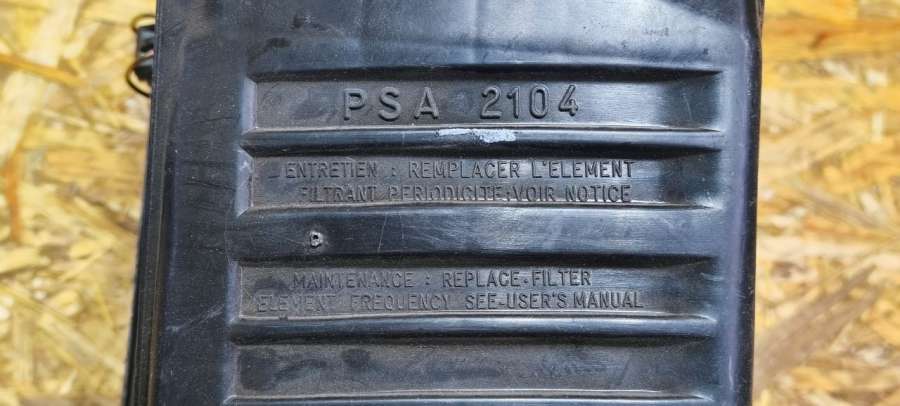 PSA 2104
ENTRETIEN : REMPLACER L'ELEMENT
FILTRANT PERIODICITE:VOIR NOTICE
MAINTENANCE : REPLACE-FILTER
ELEMENT FREQUENCY SEE-USER'S MANUAL